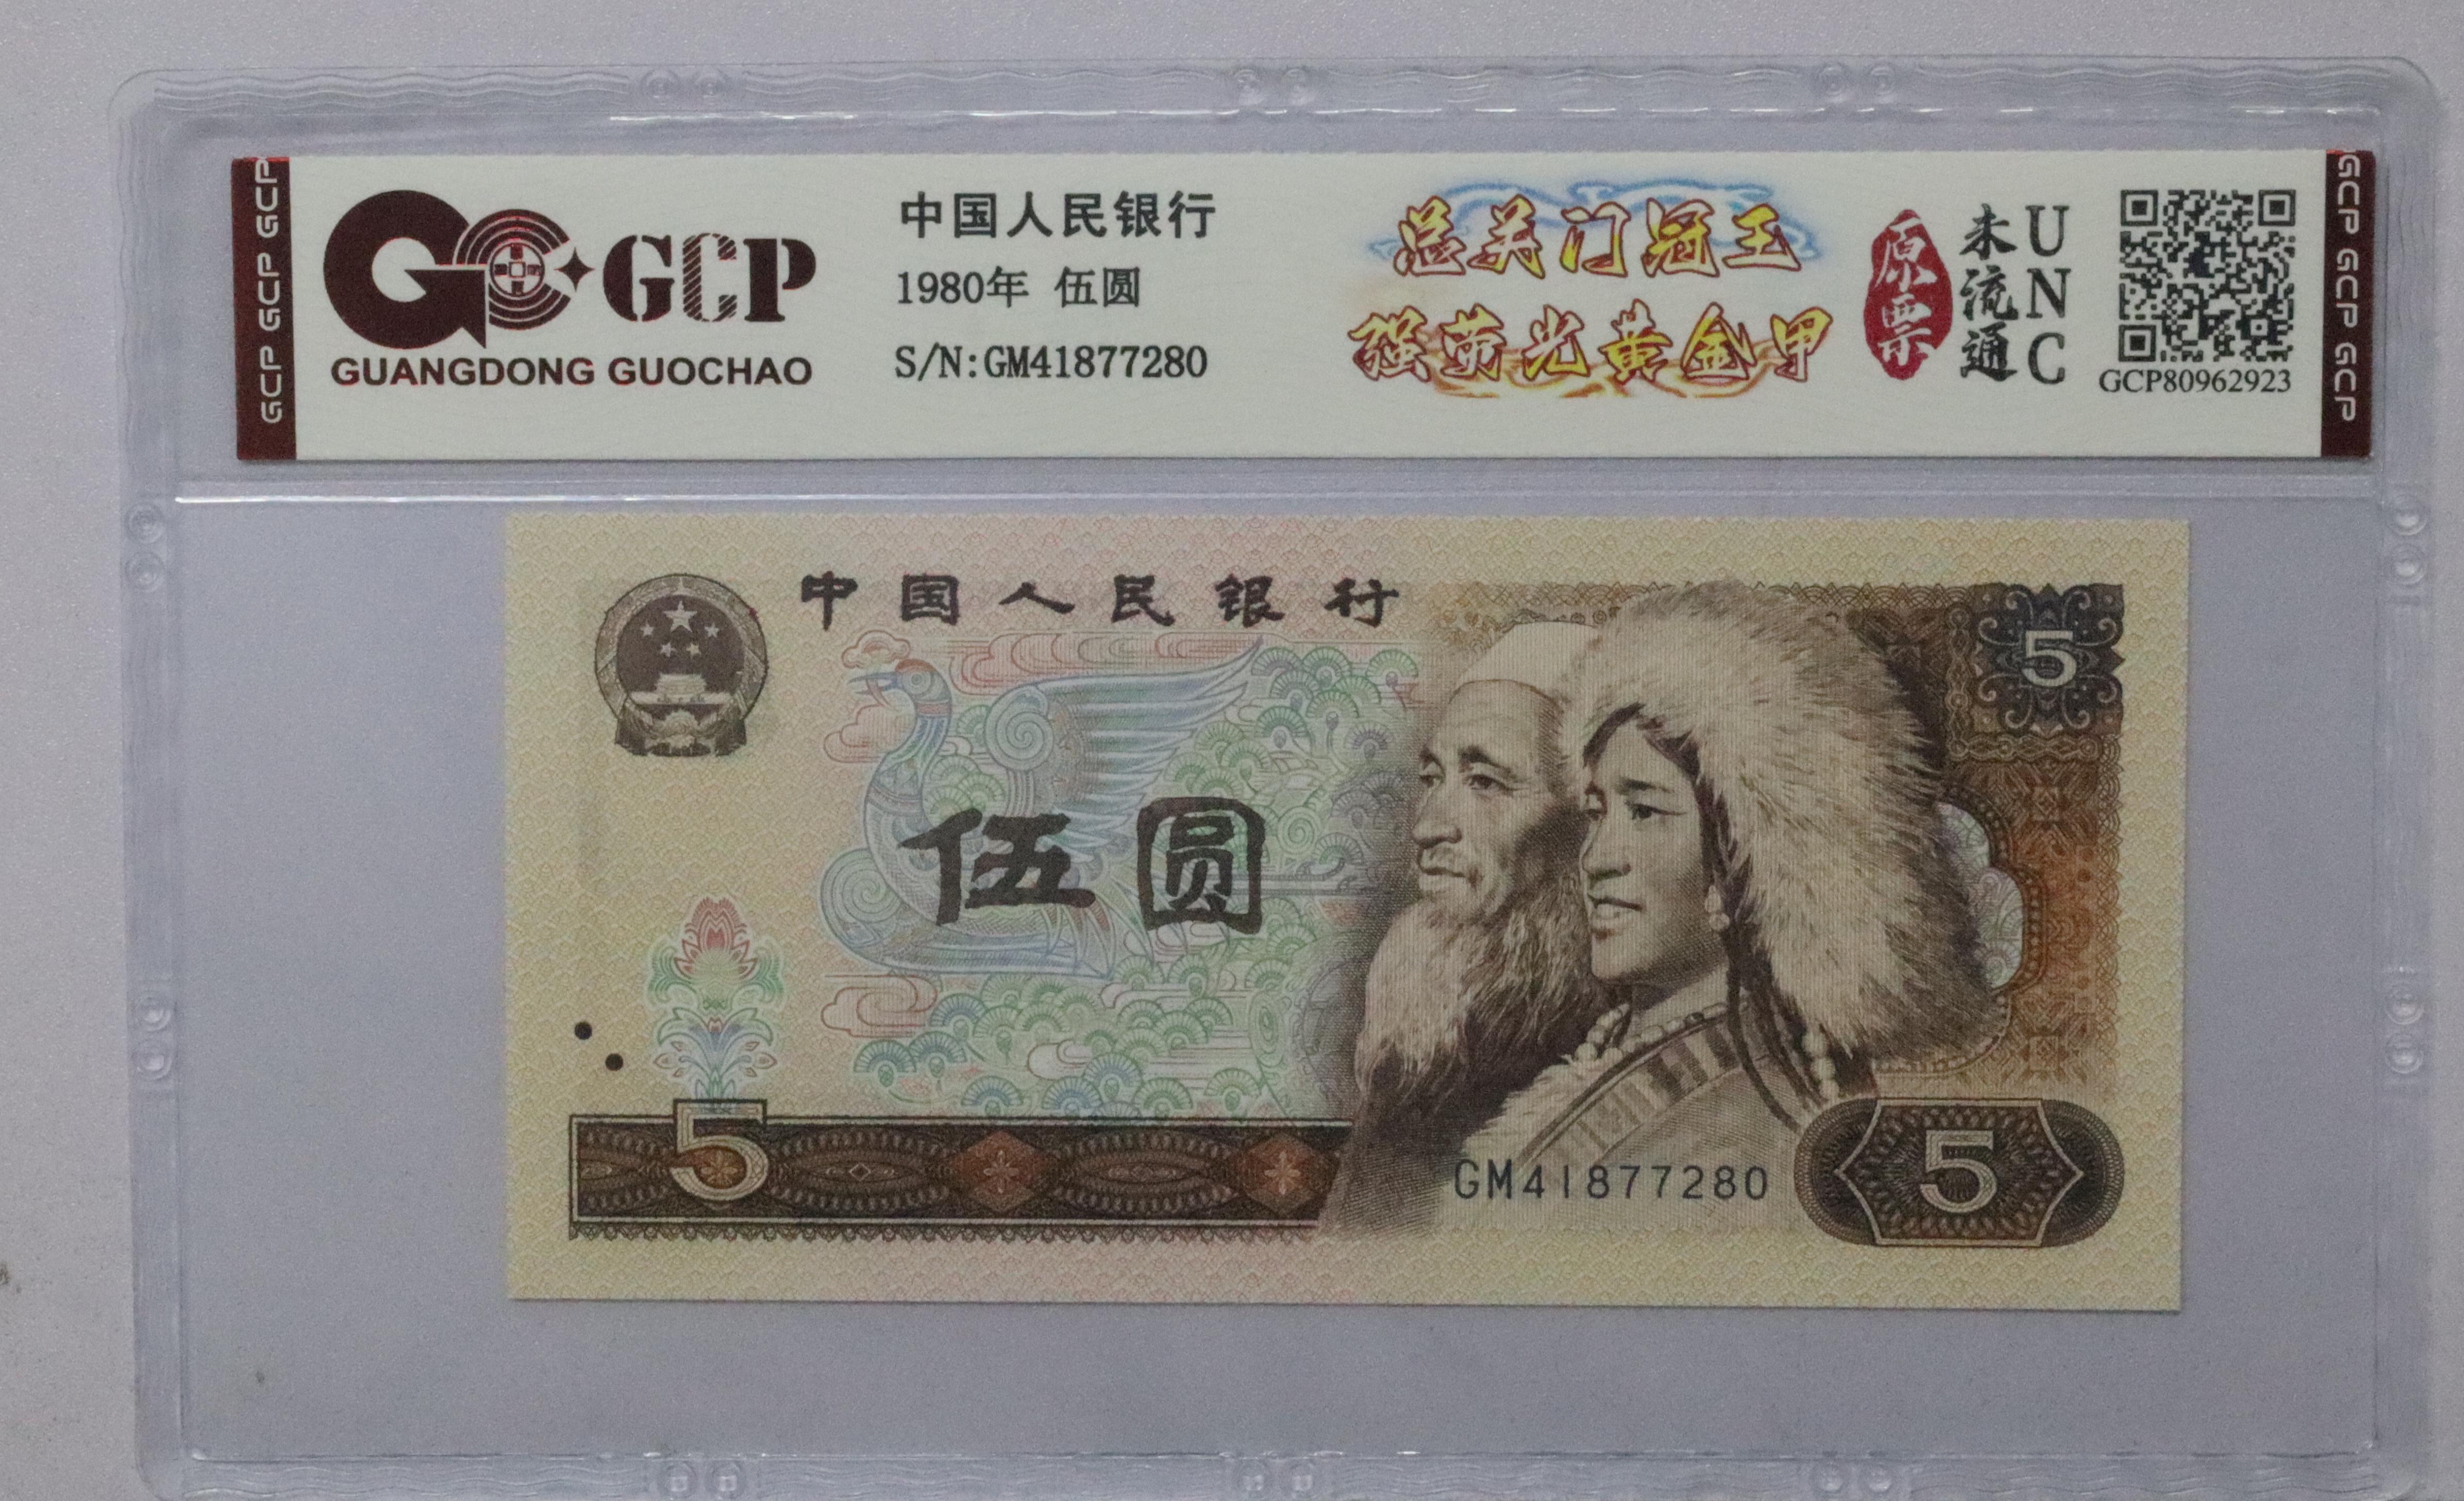 GCP GCP GCP
GCP
GUANGDONG GUOCHAO
中国人民银行
1980年 伍圆
S/N:GM41877280
总关门冠王
强荧光黄金甲
原票
未流通
UNC
GCP80962923
GCP GCP GCP
中国人民银行
5
伍圆
5
GM41877280
5